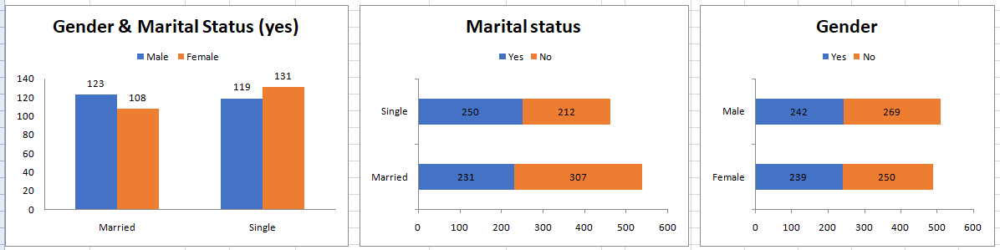 Gender & Marital Status (yes)
Male Female
140
120
100
80
60
40
20
0
123
108
119
131
Married Single
Marital status
Yes No
Single 250 212
Married 231 307
0 100 200 300 400 500 600
Gender
Yes No
Male 242 269
Female 239 250
0 100 200 300 400 500 600